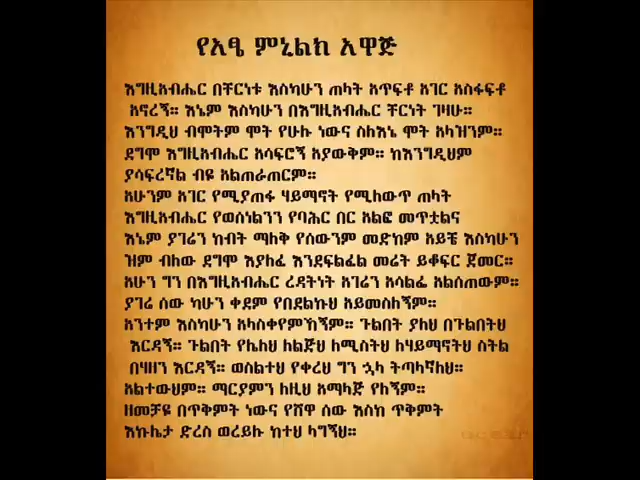 የአፄ ምኒልክ አዋጅ
እግዚአብሔር በቸርነቱ እስካሁን ጠላት አጥፍቶ አገር አስፋፍቶ
አኖረኝ። እኔም እስካሁን በእግዚአብሔር ቸርነት ገዛሁ።
እንግዲህ ብሞትም ሞት የሁሉ ነውና ስለእኔ ሞት አላዝንም።
ደግሞ እግዚአብሔር አሳፍሮኝ አያውቅም። ከእንግዲህም
ያሳፍረኛል ብዬ አልጠራጠርም።
አሁንም አገር የሚያጠፋ ሃይማኖት የሚለውጥ ጠላት
እግዚአብሔር የወሰነልንን የባሕር በር አልፎ መጥቷልና
እኔም ያገሬን ከብት ማለቅ የሰውንም መድከም አይቼ እስካሁን
ዝም ብለው ደግሞ እያለፈ እንደፍልፈል መሬት ይቆፍር ጀመር።
አሁን ግን በእግዚአብሔር ረዳትነት አገሬን አሳልፌ አልሰጠውም።
ያገሬ ሰው ካሁን ቀደም የበደልኩህ አይመስለኝም።
አንተም እስካሁን አላስቀየምኸኝም። ጉልበት ያለህ በጉልበትህ
እርዳኝ። ጉልበት የሌለህ ለልጅህ ለሚስትህ ለሃይማኖትህ ስትል
በሃዘን እርዳኝ። ወስልተህ የቀረህ ግን ኋላ ትጣላኛለህ።
አልተውህም። ማርያምን ለዚህ አማላጅ የለኝም።
ዘመቻዬ በጥቅምት ነውና የሸዋ ሰው እስከ ጥቅምት
እኩሌታ ድረስ ወረይሉ ከተህ ላግኝህ።